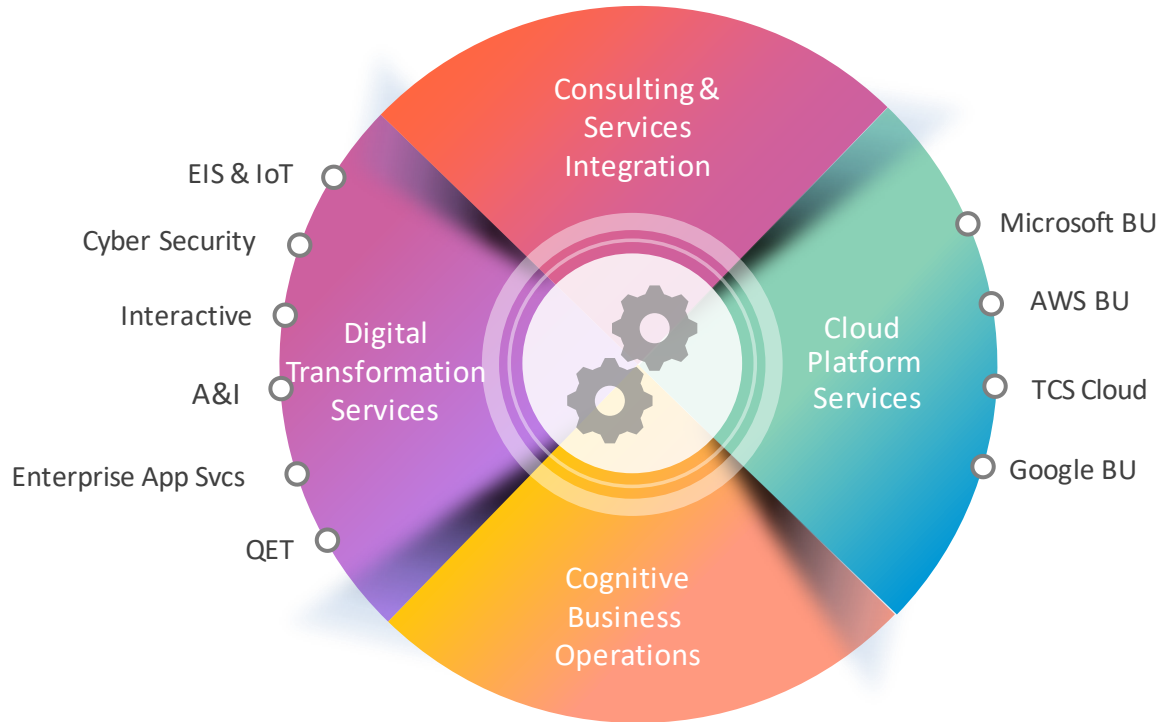 Consulting &
Services
Integration
EIS & IoT
Cyber Security
Interactive
A&I
Enterprise App Svcs
QET
Digital
Transformation
Services
Cloud
Platform
Services
Microsoft BU
AWS BU
TCS Cloud
Google BU
Cognitive
Business
Operations